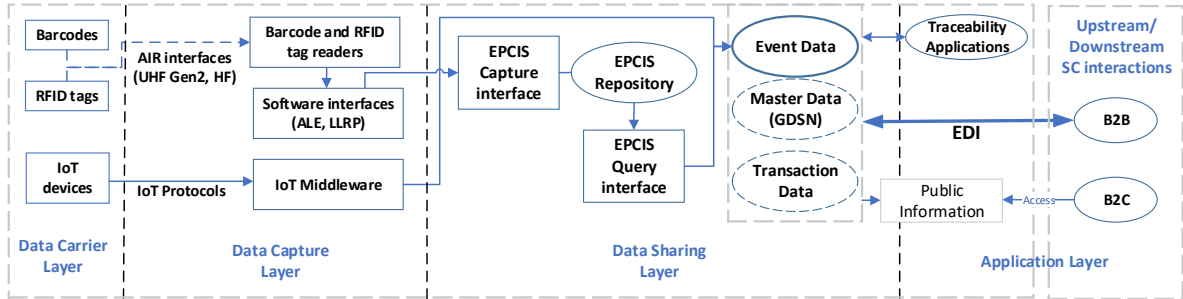 Barcodes
RFID tags
IoT
devices
Data Carrier
Layer
AIR interfaces
(UHF Gen2, HF)
IoT Protocols
Barcode and RFID
tag readers
Software interfaces
(ALE, LLRP)
IoT Middleware
Data Capture
Layer
EPCIS
Capture
interface
EPCIS
Repository
EPCIS
Query
interface
Data Sharing
Layer
Event Data
Master Data
(GDSN)
Transaction
Data
Traceability
Applications
EDI
Public
Information
Access
Application Layer
Upstream/
Downstream
SC interactions
B2B
B2C